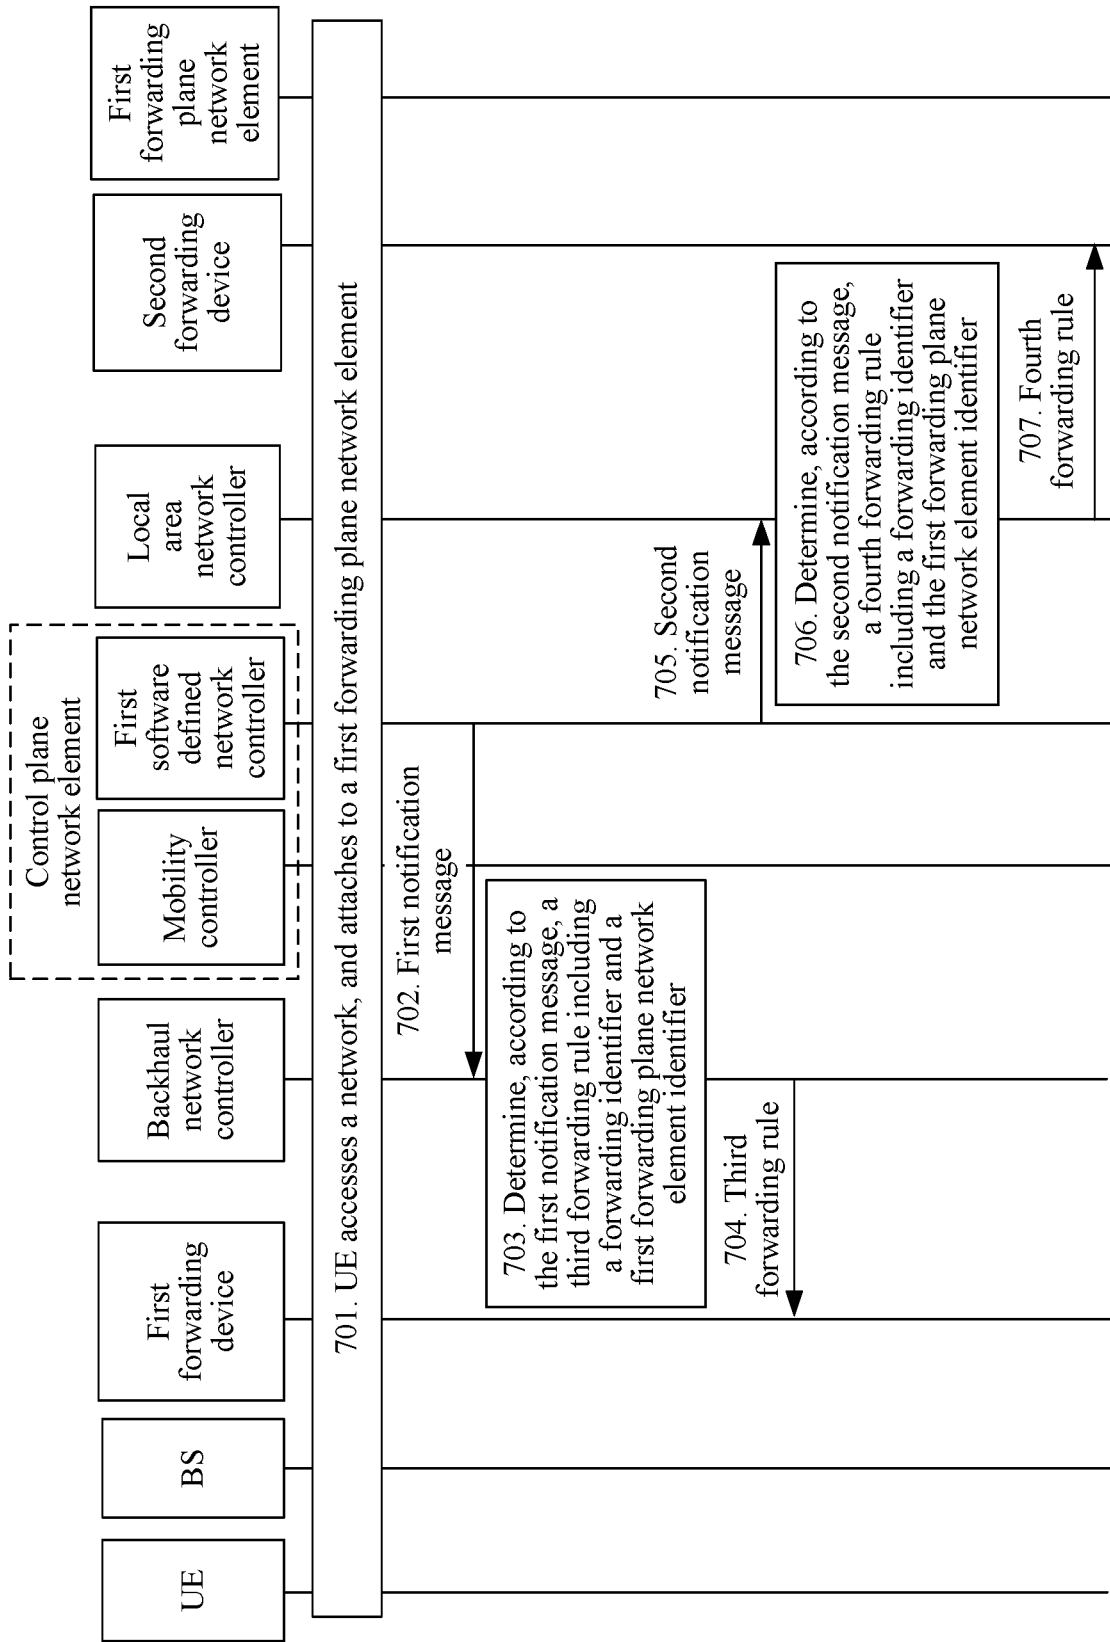 Control plane
network element
UE
BS
First
forwarding
device
Backhaul
network
controller
Mobility
controller
First
software
defined
network
controller
Local
area
network
controller
Second
forwarding
device
First
forwarding
plane
network
element
701. UE accesses a network, and attaches to a first forwarding plane network element
702. First notification
message
703. Determine, according to
the first notification message, a
third forwarding rule including
a forwarding identifier and a
first forwarding plane network
element identifier
704. Third
forwarding rule
705. Second
notification
message
706. Determine, according to
the second notification message,
a fourth forwarding rule
including a forwarding identifier
and the first forwarding plane
network element identifier
707. Fourth
forwarding rule